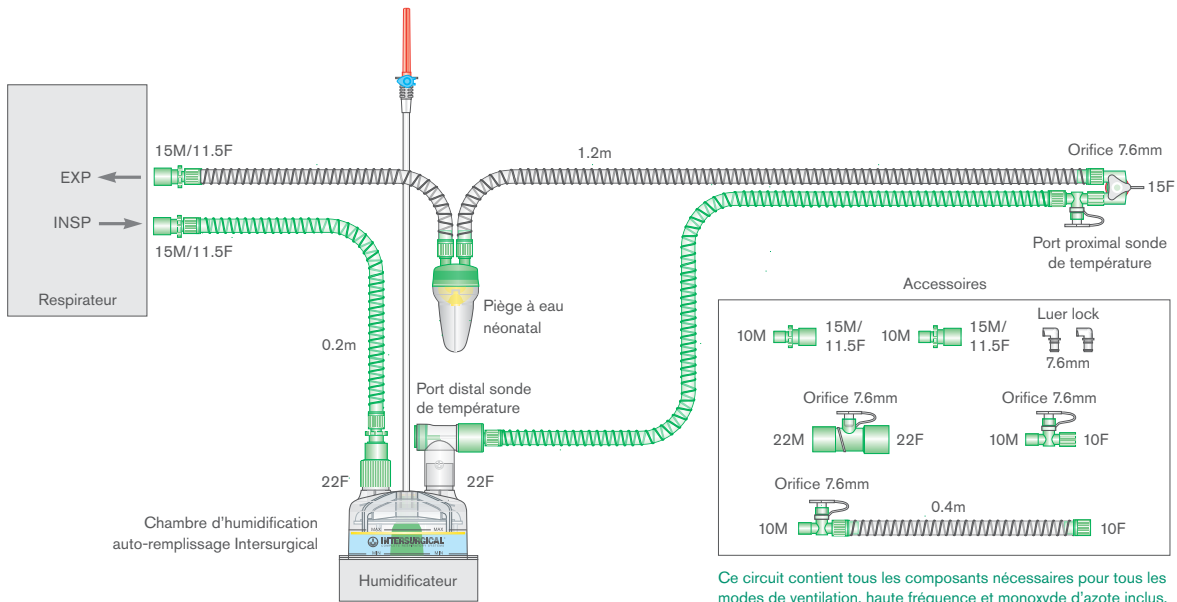 15M/11.5F
1.2m
Orifice 7.6mm
EXP
15F
INSP
15M/11.5F
Port proximal sonde
de température
Respirateur
Piège à eau
néonatal
0.2m
Port distal sonde
de température
22F
22F
Chambre d'humidification
auto-remplissage Intersurgical
MAX
MAX
INTERSURGICAL
MIN
MIN
Humidificateur
Accessoires
10M
15M/
11.5F
10M
15M/
11.5F
Luer lock
7.6mm
Orifice 7.6mm
22M
22F
Orifice 7.6mm
10M
10F
Orifice 7.6mm
0.4m
10M
10F
Ce circuit contient tous les composants nécessaires pour tous les
modes de ventilation, haute fréquence et monoxyde d'azote inclus.